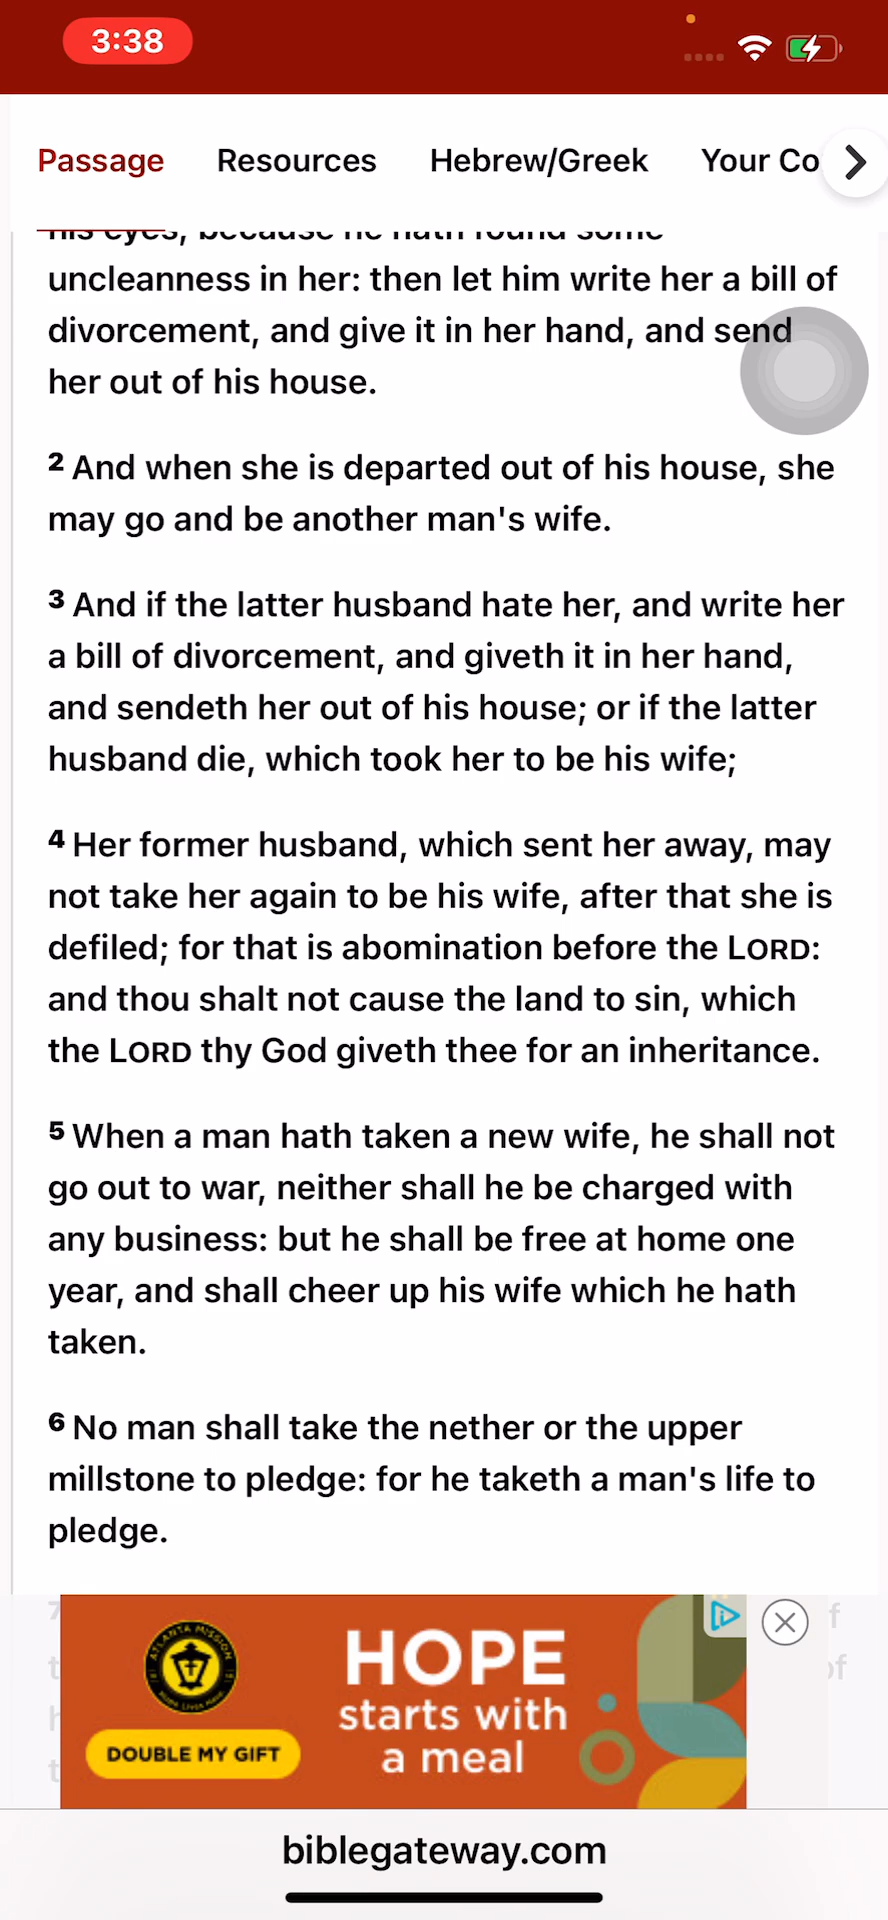 3:38
Passage Resources Hebrew/Greek Your Co
his eyes, because he hath found some
uncleanness in her: then let him write her a bill of
divorcement, and give it in her hand, and send
her out of his house.
2 And when she is departed out of his house, she
may go and be another man's wife.
3 And if the latter husband hate her, and write her
a bill of divorcement, and giveth it in her hand,
and sendeth her out of his house; or if the latter
husband die, which took her to be his wife;
4 Her former husband, which sent her away, may
not take her again to be his wife, after that she is
defiled; for that is abomination before the LORD:
and thou shalt not cause the land to sin, which
the LORD thy God giveth thee for an inheritance.
5 When a man hath taken a new wife, he shall not
go out to war, neither shall he be charged with
any business: but he shall be free at home one
year, and shall cheer up his wife which he hath
taken.
6 No man shall take the nether or the upper
millstone to pledge: for he taketh a man's life to
pledge.
7
ATLANTA MISSION
HOPE
starts with
a meal
DOUBLE MY GIFT
biblegateway.com